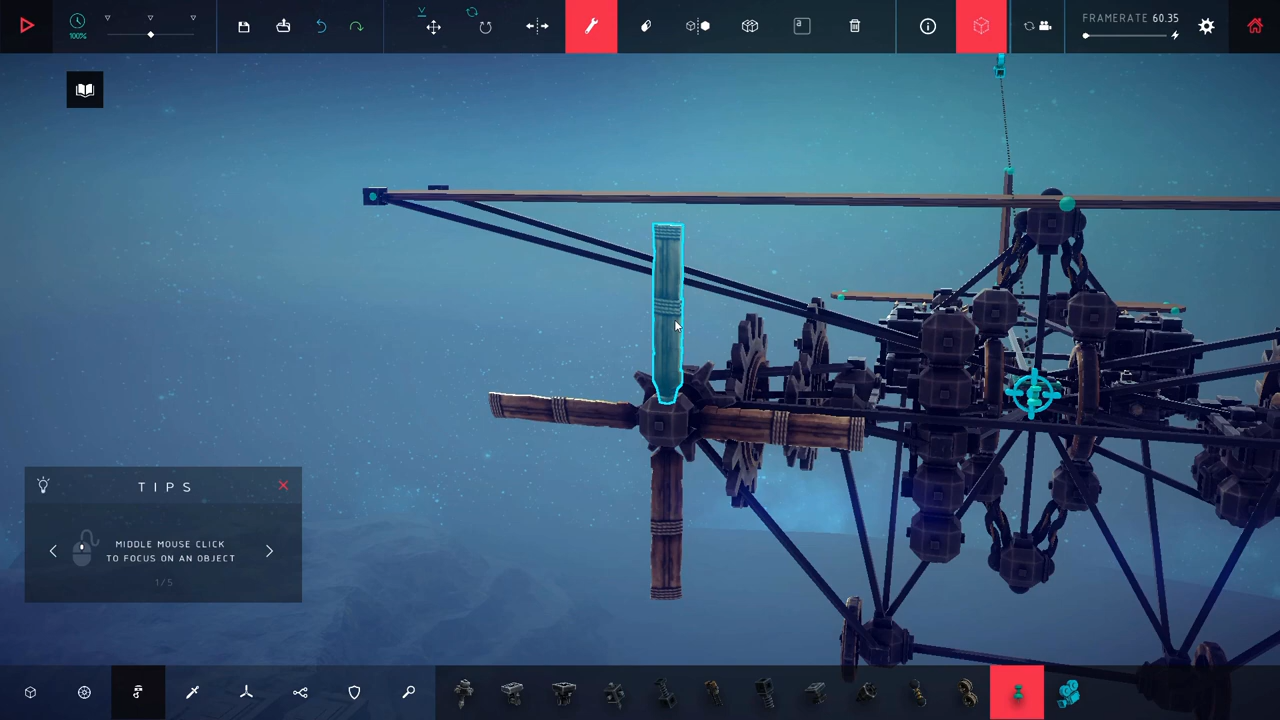 100%
FRAMERATE 60.35
TIPS
MIDDLE MOUSE CLICK
TO FOCUS ON AN OBJECT
1/5